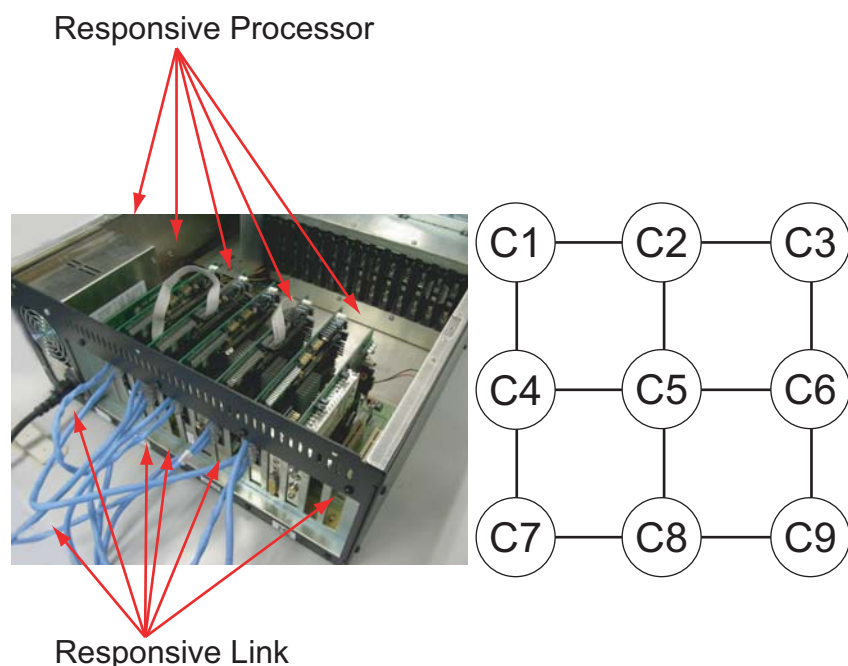 Responsive Processor
C1
C2
C3
C4
C5
C6
C7
C8
C9
Responsive Link